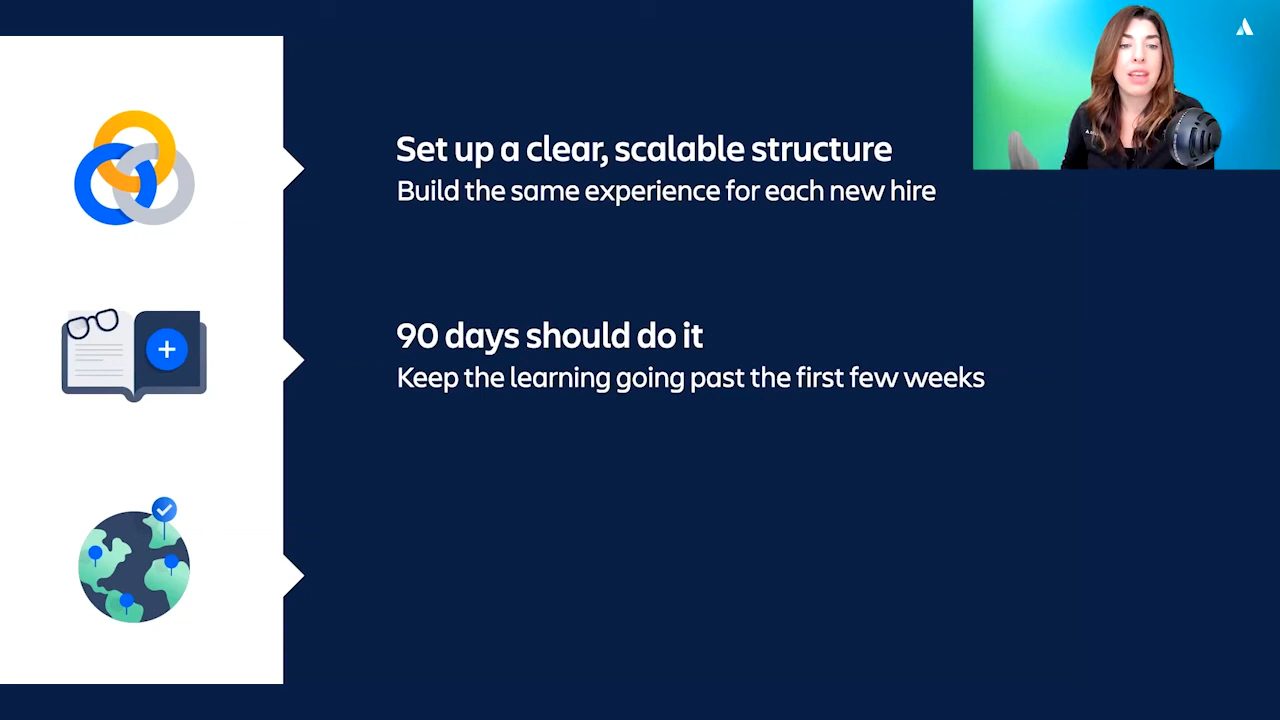 Set up a clear, scalable structure
Build the same experience for each new hire
90 days should do it
Keep the learning going past the first few weeks